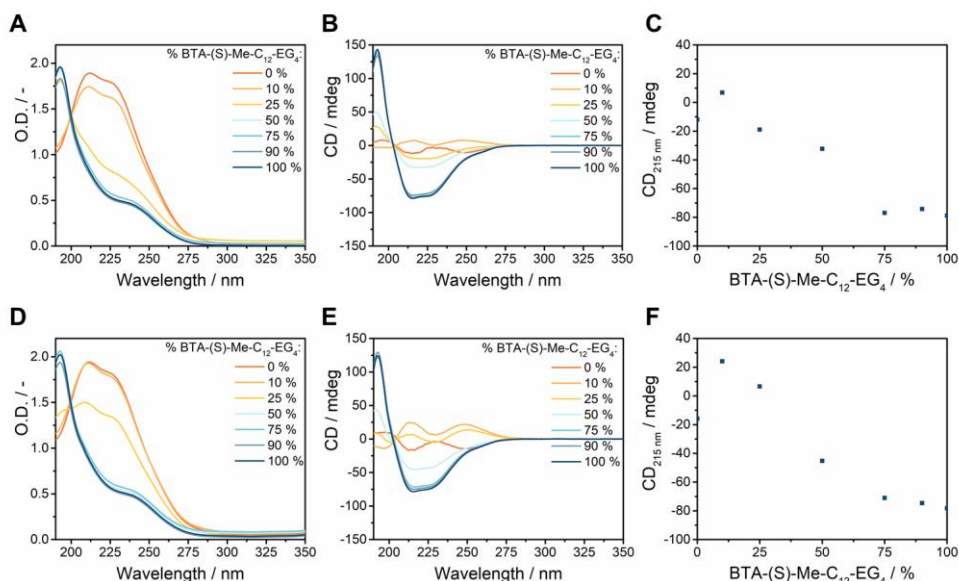 A
% BTA-(S)-Me-C12-EG4:
0 %
10 %
25 %
50 %
75 %
90 %
100 %
O.D. / -
2.0
1.5
1.0
0.5
0.0
200 225 250 275 300 325 350
Wavelength / nm
B
% BTA-(S)-Me-C12-EG4:
0 %
10 %
25 %
50 %
75 %
90 %
100 %
CD / mdeg
150
100
50
0
-50
-100
-150
200 225 250 275 300 325 350
Wavelength / nm
C
CD215 nm / mdeg
40
20
0
-20
-40
-60
-80
-100
0 25 50 75 100
BTA-(S)-Me-C12-EG4 / %
D
% BTA-(S)-Me-C12-EG4:
0 %
10 %
25 %
50 %
75 %
90 %
100 %
O.D. / -
2.0
1.5
1.0
0.5
0.0
200 225 250 275 300 325 350
Wavelength / nm
E
% BTA-(S)-Me-C12-EG4:
0 %
10 %
25 %
50 %
75 %
90 %
100 %
CD / mdeg
150
100
50
0
-50
-100
-150
200 225 250 275 300 325 350
Wavelength / nm
F
CD215 nm / mdeg
40
20
0
-20
-40
-60
-80
-100
0 25 50 75 100
BTA-(S)-Me-C12-EG4 / %